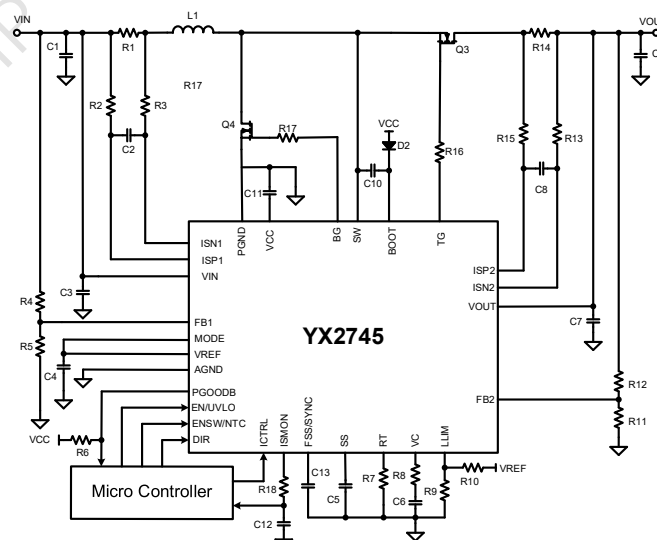 VIN
L1
VOU
C1
R1
Q3
R14
C
R17
R2
R3
Q4
R17
VCC
D2
R15
R13
C2
R16
C11
C10
C8
PGND
VCC
BG
SW
BOOT
TG
ISN1
ISP1
VIN
C3
ISP2
ISN2
VOUT
R4
C7
FB1
R5
MODE
VREF
AGND
C4
YX2745
PGOODB
EN/UVLO
ENSW/NTC
DIR
FB2
R12
R11
VCC
R6
ICTRL
ISMON
FSS/SYNC
SS
RT
VC
LLIM
Micro Controller
R18
C13
C5
R7
R8
C6
R9
R10
VREF
C12